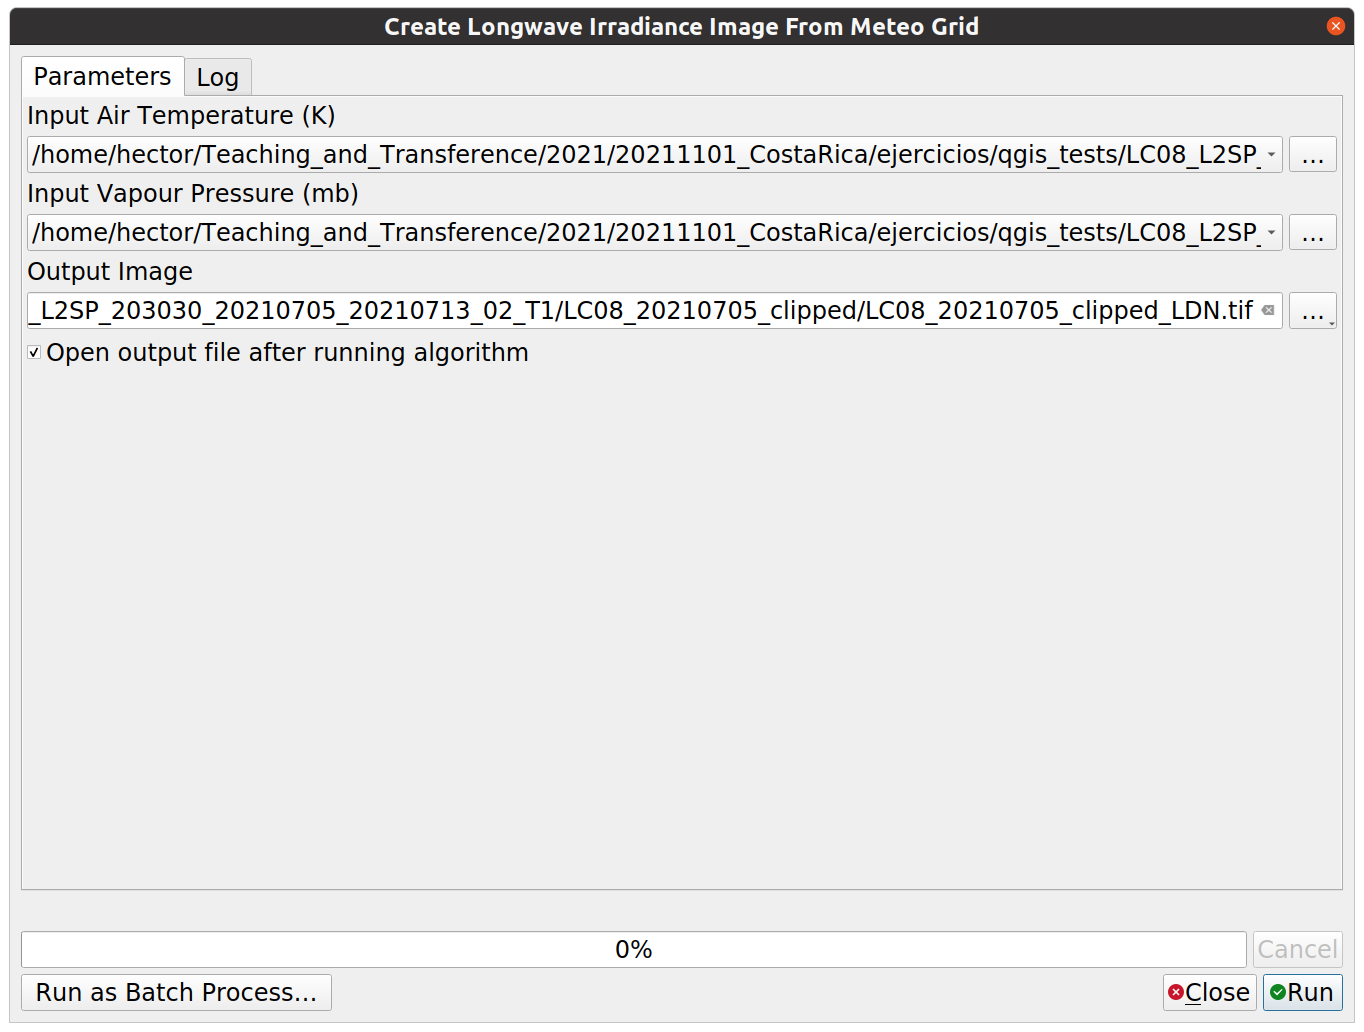 Create Longwave Irradiance Image From Meteo Grid
Parameters Log
Input Air Temperature (K)
/home/hector/Teaching_and_Transference/2021/20211101_CostaRica/ejercicios/qgis_tests/LC08_L2SP_ ...
Input Vapour Pressure (mb)
/home/hector/Teaching_and_Transference/2021/20211101_CostaRica/ejercicios/qgis_tests/LC08_L2SP_ ...
Output Image
_L2SP_203030_20210705_20210713_02_T1/LC08_20210705_clipped/LC08_20210705_clipped_LDN.tif ...
Open output file after running algorithm
0% Cancel
Run as Batch Process... Close Run